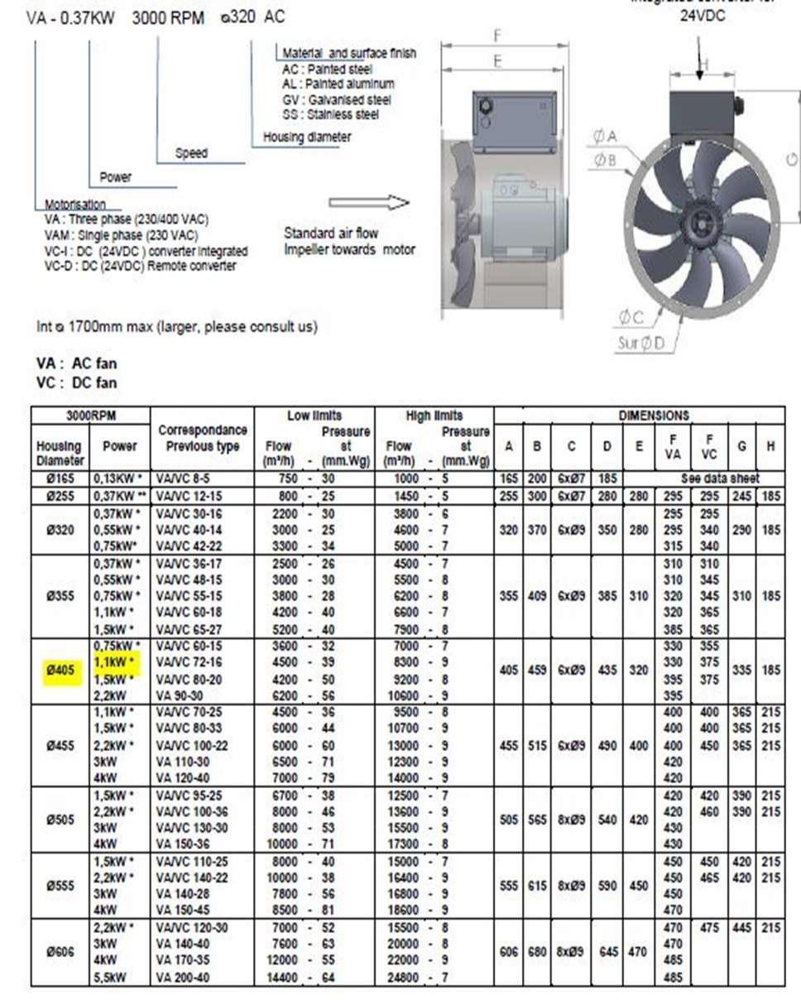 VA - 0.37KW 3000 RPM ø320 AC
24VDC
Material and surface finish
AC : Painted steel
AL : Painted aluminum
GV : Galvanised steel
SS : Stainless steel
Housing diameter
Speed
Power
Motorisation
VA : Three phase (230/400 VAC)
VAM : Single phase (230 VAC)
VC-I : DC (24VDC ) converter Integrated
VC-D : DC (24VDC) Remote converter
Standard air flow
Impeller towards motor
F
E
H
ØA
ØB
G
ØC
Sur ØD
Int ø 1700mm max (larger, please consult us)
VA : AC fan
VC : DC fan
3000RPM Correspondance Previous type Low limits High limits DIMENSIONS
Housing Diameter Power Flow (m³/h) - Pressure st (mm.Wg) Flow (m³/h) - Pressure st (mm.Wg) A B C D E F VA F VC G H
Ø165 0,13KW * VA/VC 8-5 750 - 30 1000 - 5 165 200 6xØ7 185 See data sheet
Ø255 0,37KW ** VA/VC 12-15 800 - 25 1450 - 5 255 300 6xØ7 280 280 295 295 245 185
0,37KW * VA/VC 30-16 2200 - 30 3800 - 6 295 295
Ø320 0,55KW * VA/VC 40-14 3000 - 25 4600 - 7 320 370 6xØ9 350 280 295 340 290 185
0,75KW* VA/VC 42-22 3300 - 34 5000 - 7 315 340
0,37KW * VA/VC 36-17 2500 - 26 4500 - 7 310 310
0,55KW * VA/VC 48-15 3000 - 30 5500 - 8 310 345
Ø355 0,75KW * VA/VC 55-15 3800 - 28 6200 - 8 355 409 6xØ9 385 310 320 345 310 185
1,1kW * VA/VC 60-18 4200 - 40 6600 - 7 320 365
1,5kW * VA/VC 65-27 5200 - 40 7900 - 8 385 365
0,75KW * VA/VC 60-15 3600 - 32 7000 - 7 330 355
Ø405 1,1kW * VA/VC 72-16 4500 - 39 8300 - 9 405 459 6xØ9 435 320 330 375 335 185
1,5kW * VA/VC 80-20 4200 - 50 9200 - 8 395 375
2,2kW VA 90-30 6200 - 56 10600 - 9 395
1,1kW * VA/VC 70-25 4500 - 36 9500 - 8 400 400 365 215
1,5kW * VA/VC 80-33 6000 - 44 10700 - 9 400 400 365 215
Ø455 2,2kW * VA/VC 100-22 6000 - 60 13000 - 9 455 515 6xØ9 490 400 400 450 365 215
3kW VA 110-30 6500 - 71 12300 - 9 420
4kW VA 120-40 7000 - 79 14000 - 9 420
1,5kW * VA/VC 95-25 6700 - 38 12500 - 7 420 420 390 215
2,2kW * VA/VC 100-36 8000 - 46 13600 - 9 420 460 390 215
Ø505 3kW VA/VC 130-30 8000 - 53 15500 - 9 505 565 8xØ9 540 420 430
4kW VA 150-36 10000 - 71 17300 - 8 430
1,5kW * VA/VC 110-25 8000 - 40 15000 - 7 450 450 420 215
2,2kW * VA/VC 140-22 10000 - 38 16400 - 9 450 465 420 215
Ø555 3kW VA 140-28 7800 - 56 16800 - 9 555 615 8xØ9 590 450 450
4kW VA 150-45 8500 - 81 18600 - 9 470
2,2kW * VA/VC 120-30 7000 - 52 15500 - 8 470 475 445 215
3kW VA 140-40 7600 - 63 20000 - 8 470
Ø606 4kW VA 170-35 12000 - 55 22000 - 9 606 680 8xØ9 645 470 485
5,5kW VA 200-40 14400 - 64 24800 - 7 485